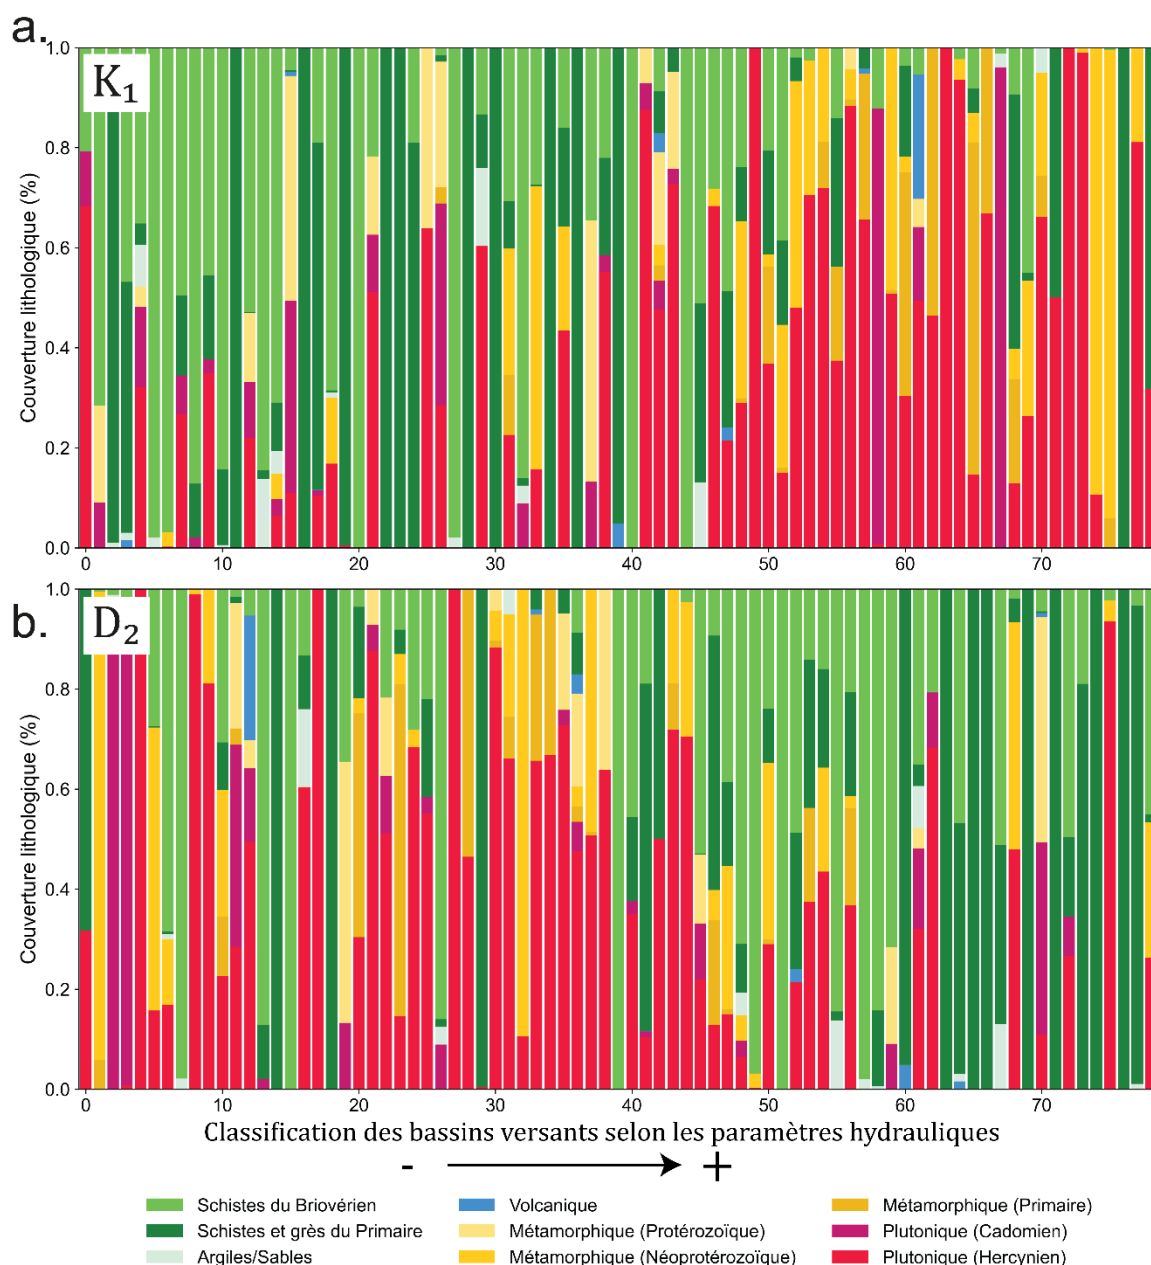 a.
K₁
Couverture lithologique (%)
1.0
0.8
0.6
0.4
0.2
0.0
0 10 20 30 40 50 60 70
b.
D₂
Couverture lithologique (%)
1.0
0.8
0.6
0.4
0.2
0.0
0 10 20 30 40 50 60 70
Classification des bassins versants selon les paramètres hydrauliques
- +
Schistes du Briovérien
Schistes et grès du Primaire
Argiles/Sables
Volcanique
Métamorphique (Protérozoïque)
Métamorphique (Néoprotérozoïque)
Métamorphique (Primaire)
Plutonique (Cadomien)
Plutonique (Hercynien)